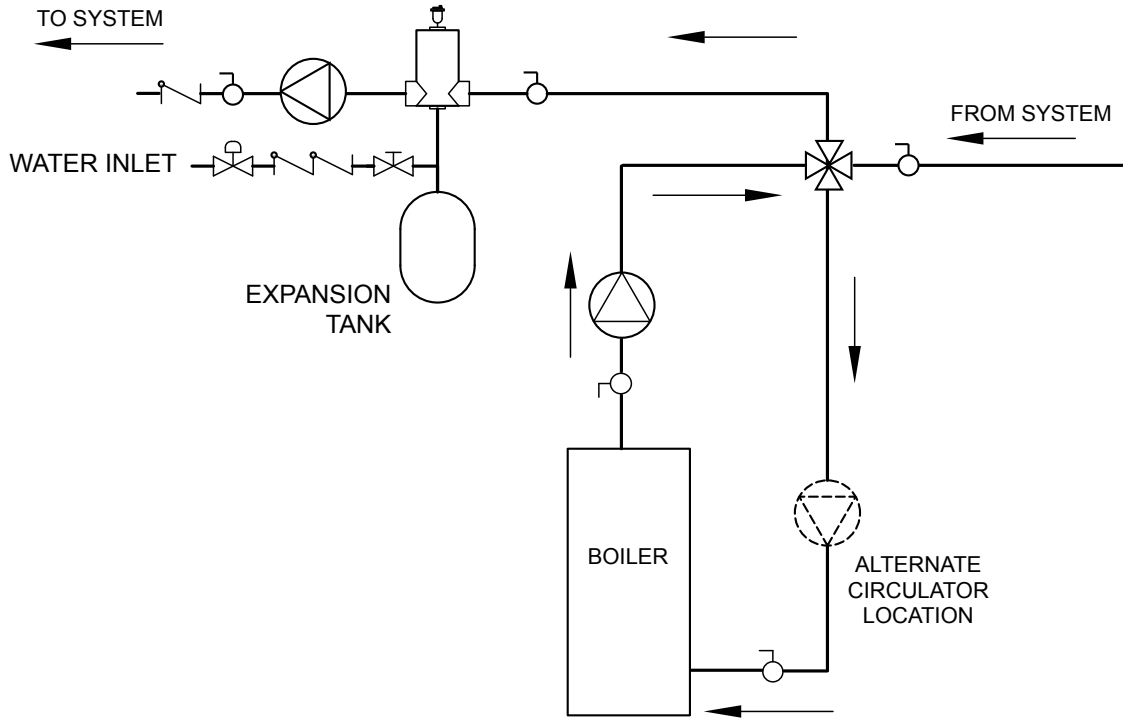 TO SYSTEM
FROM SYSTEM
WATER INLET
EXPANSION
TANK
BOILER
ALTERNATE
CIRCULATOR
LOCATION